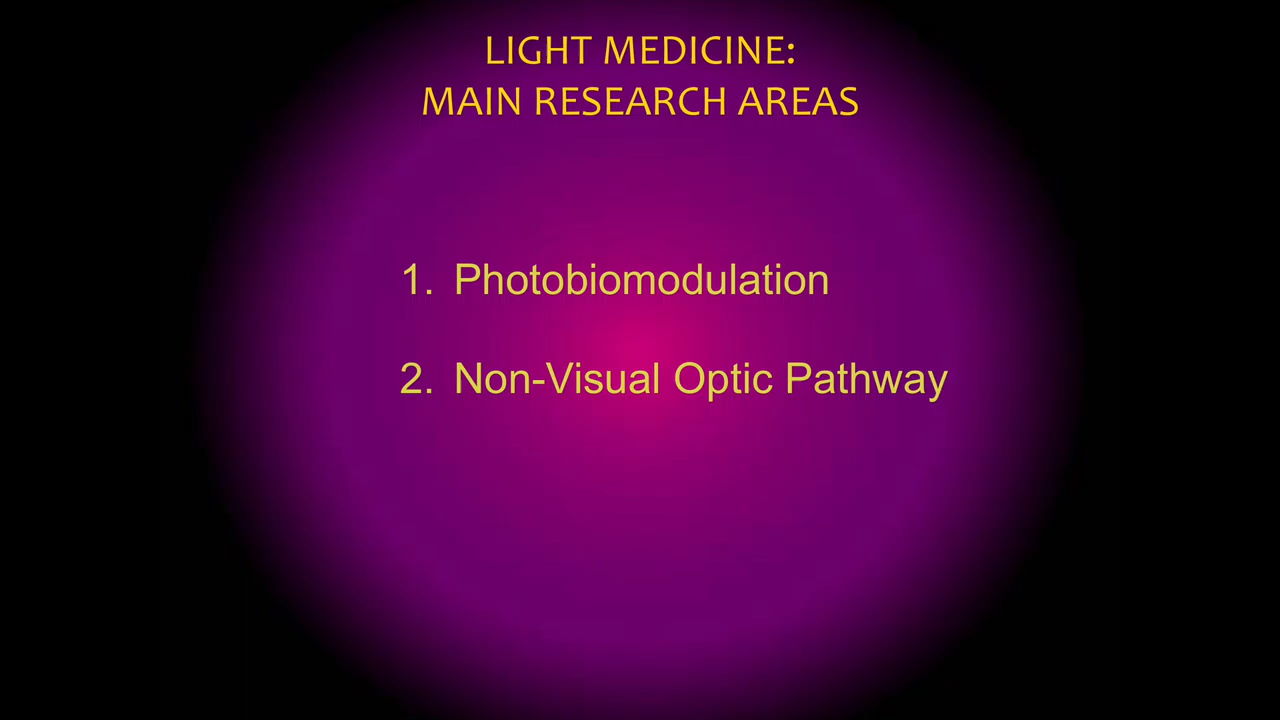 LIGHT MEDICINE:
MAIN RESEARCH AREAS
1. Photobiomodulation
2. Non-Visual Optic Pathway